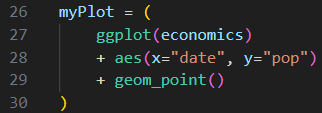 26 myPlot = (
27     ggplot(economics)
28     + aes(x="date", y="pop")
29     + geom_point()
30 )